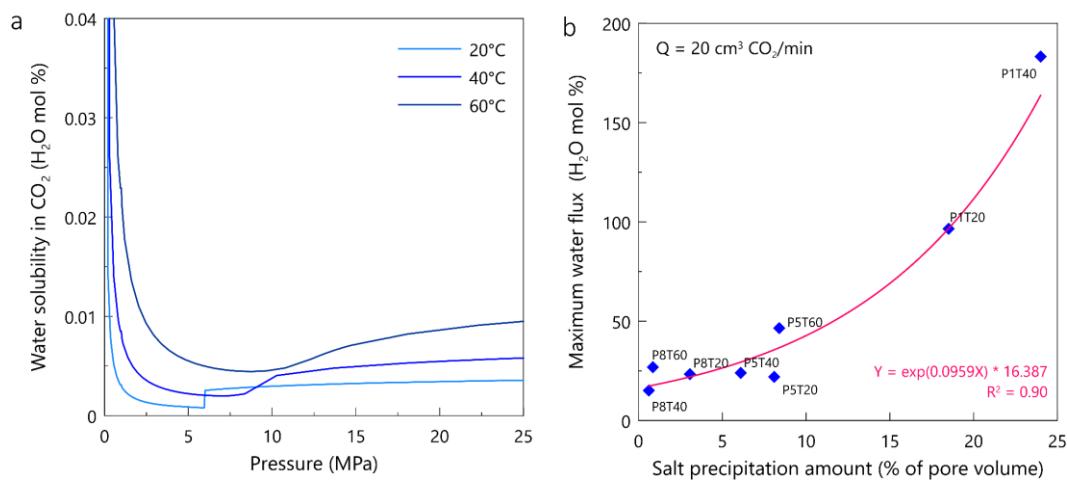 a
Water solubility in CO₂ (H₂O mol %)
0.04
0.03
0.02
0.01
0
0
5
10
15
20
25
Pressure (MPa)
20°C
40°C
60°C
b
Maximum water flux (H₂O mol %)
200
150
100
50
0
0
5
10
15
20
25
Salt precipitation amount (% of pore volume)
Q = 20 cm³ CO₂/min
P1T40
P1T20
P5T60
P8T60
P8T20
P5T40
P5T20
P8T40
Y = exp(0.0959X) * 16.387
R² = 0.90